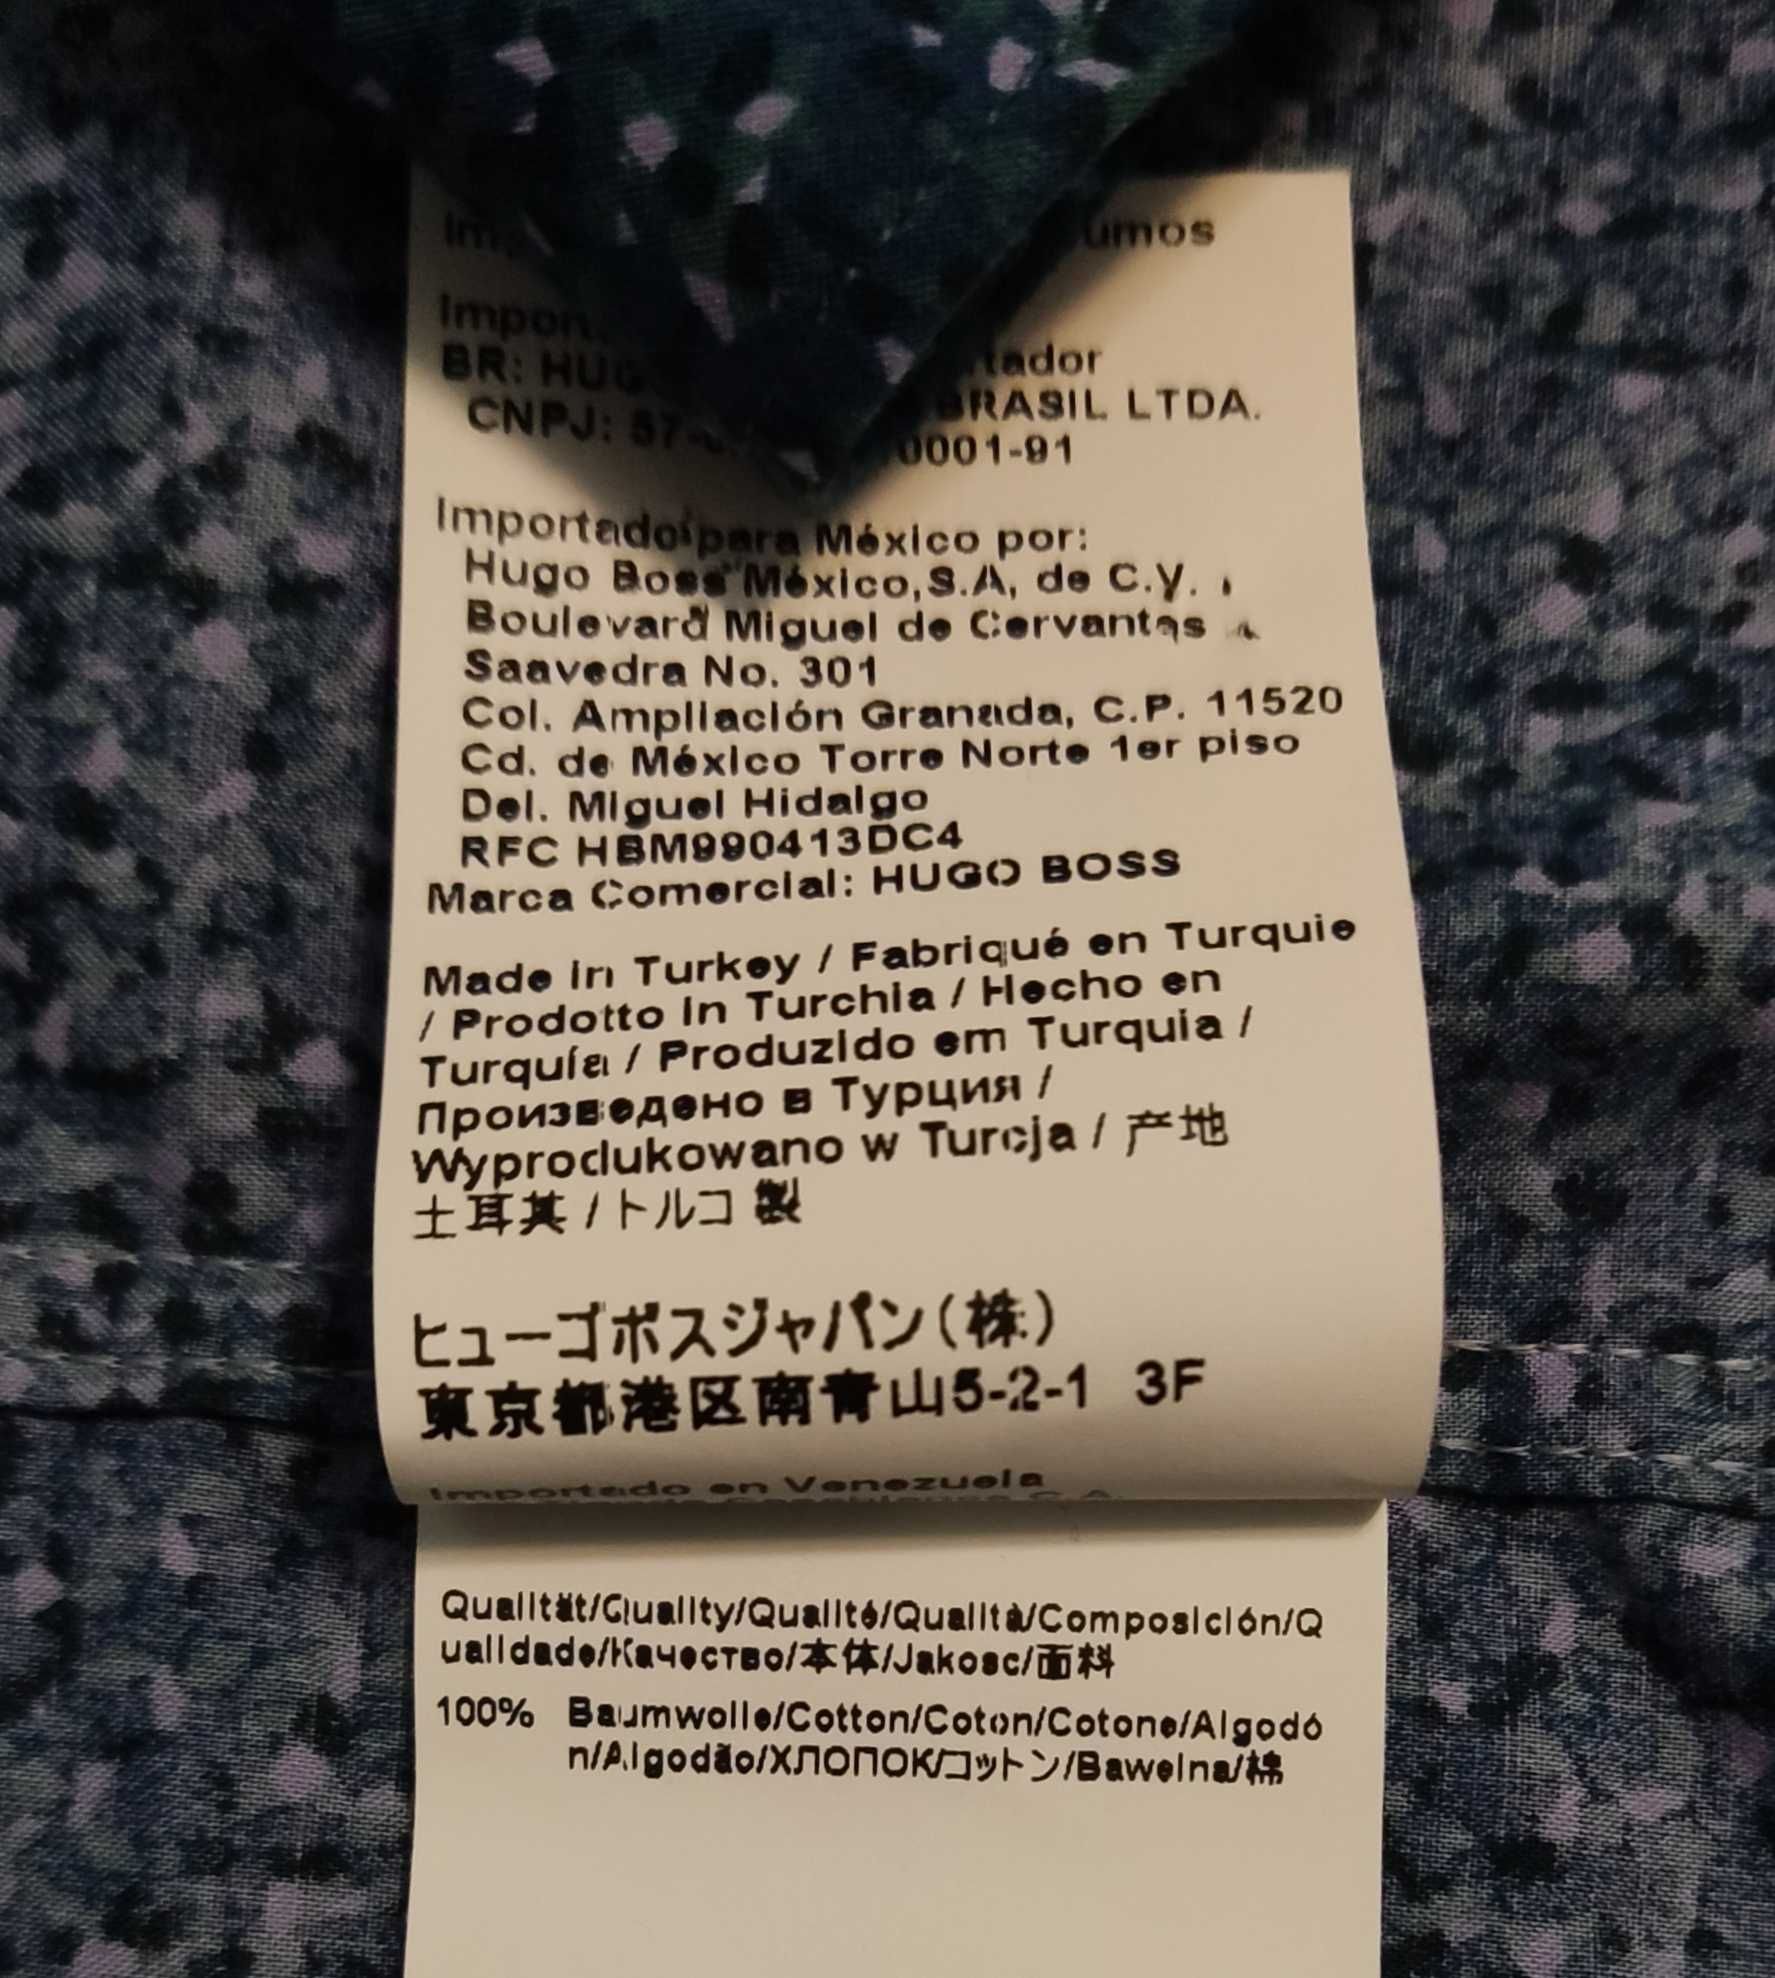 umos
tador
BR: HUG BRASIL LTDA.
CNPJ: 57- 0001-91
Importado para México por:
Hugo Boss México,S.A, de C.V.
Boulevard Miguel de Cervantes
Saavedra No. 301
Col. Ampliación Granada, C.P. 11520
Cd. de México Torre Norte 1er piso
Del. Miguel Hidalgo
RFC HBM990413DC4
Marca Comercial: HUGO BOSS
Made in Turkey / Fabriqué en Turquie
/ Prodotto in Turchia / Hecho en
Turquía / Produzido em Turquia /
Произведено в Турции /
Wyprodukowano w Turcja / 产地
土耳其 / トルコ 製
ヒューゴボスジャパン(株)
東京都港区南青山5-2-1 3F
Importado en Venezuela
Qualität/Quality/Qualité/Qualità/Composición/Q
ualidade/Качество/本体/Jakosc/面料
100% Baumwolle/Cotton/Coton/Cotone/Algodó
n/Algodão/ХЛОПОК/コットン/Bawelna/棉